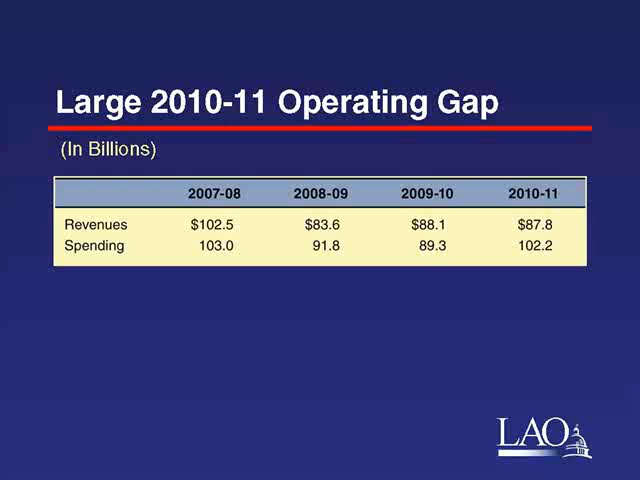 Large 2010-11 Operating Gap
(In Billions)
2007-08 2008-09 2009-10 2010-11
Revenues $102.5 $83.6 $88.1 $87.8
Spending 103.0 91.8 89.3 102.2
LAO